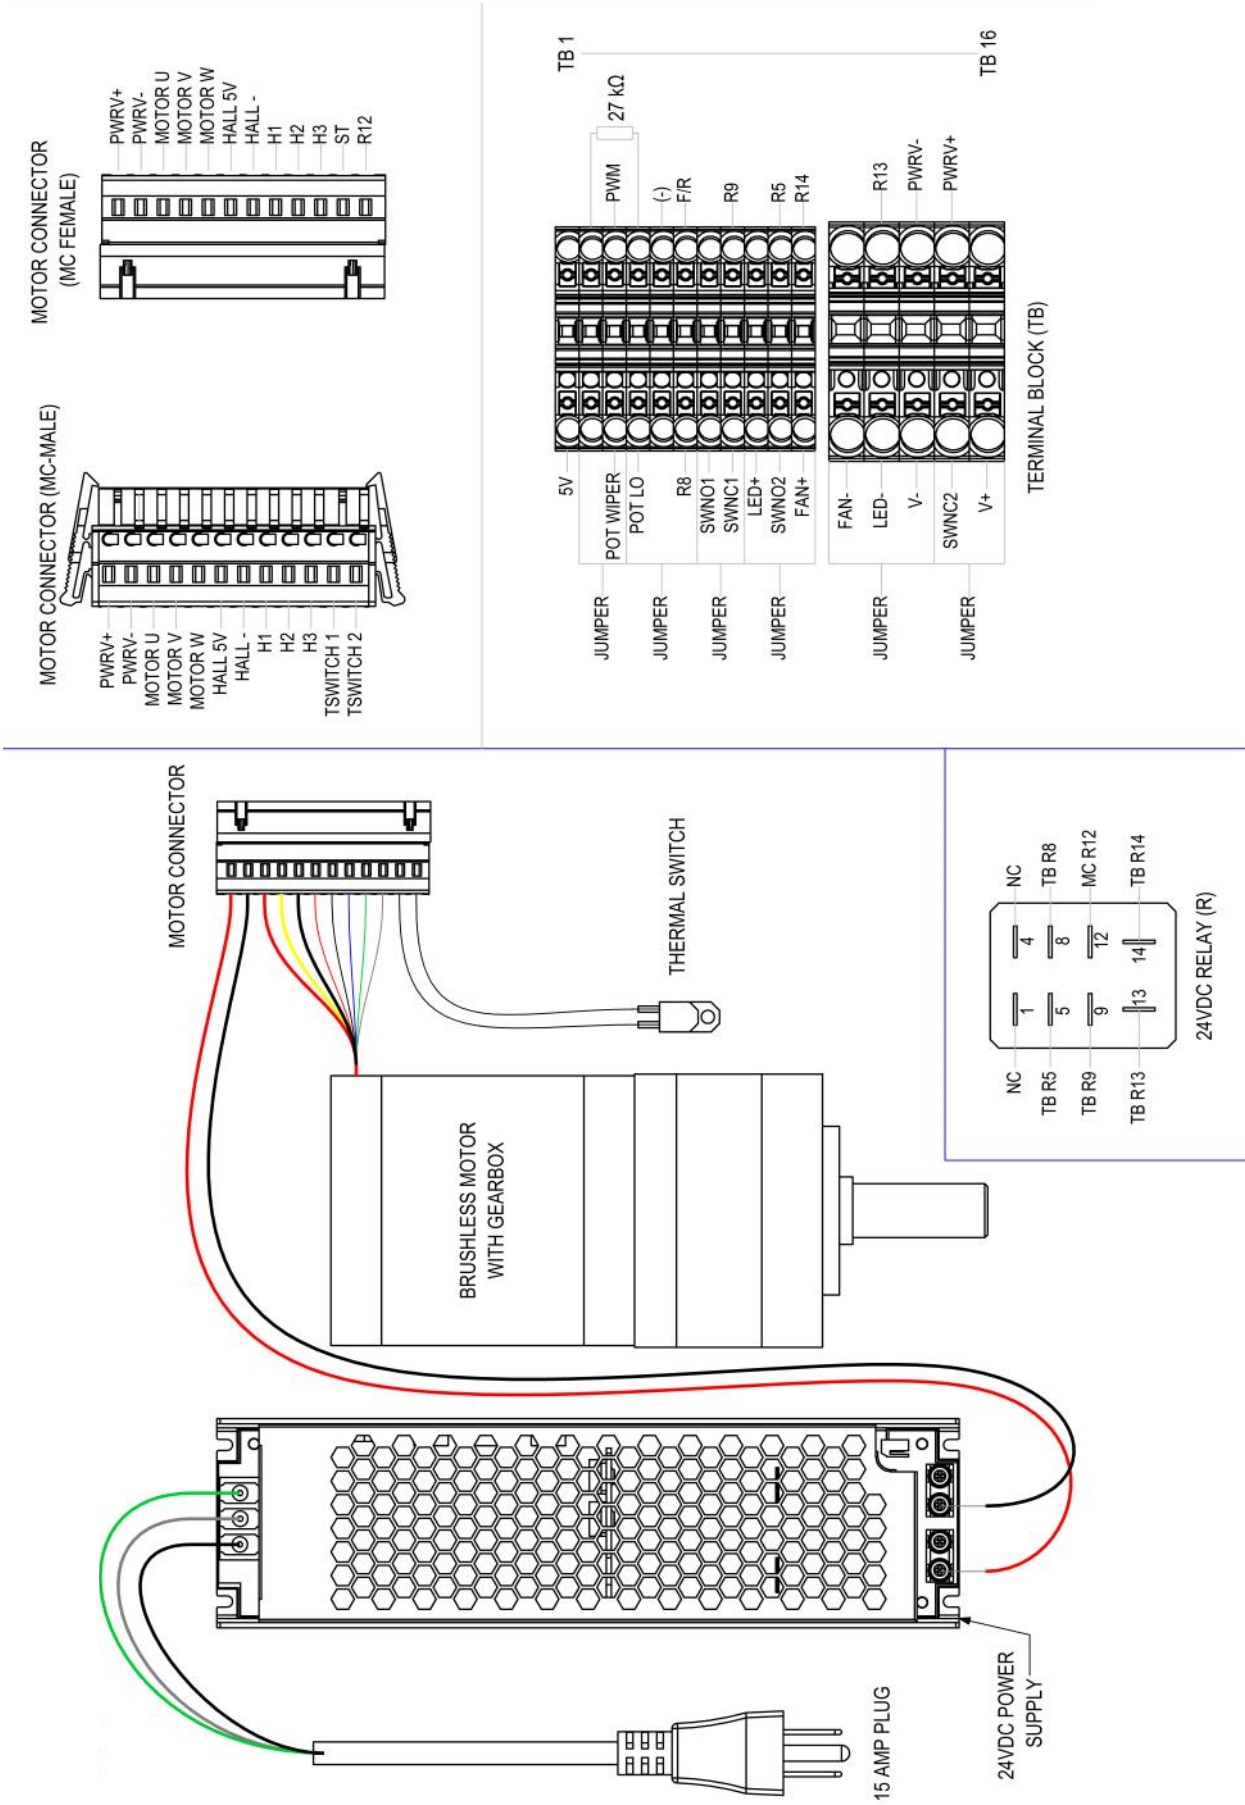 MOTOR CONNECTOR
(MC FEMALE)
PWRV+
PWRV-
MOTOR U
MOTOR V
MOTOR W
HALL 5V
HALL -
H1
H2
H3
ST
R12
MOTOR CONNECTOR (MC-MALE)
PWRV+
PWRV-
MOTOR U
MOTOR V
MOTOR W
HALL 5V
HALL -
H1
H2
H3
TSWITCH 1
TSWITCH 2
TB 1
TB 16
27 kΩ
PWM
(-)
F/R
R9
R5
R14
R13
PWRV-
PWRV+
5V
POT WIPER
POT LO
R8
SWNO1
SWNC1
LED+
SWNO2
FAN+
FAN-
LED-
V-
SWNC2
V+
JUMPER
JUMPER
JUMPER
JUMPER
JUMPER
JUMPER
TERMINAL BLOCK (TB)
MOTOR CONNECTOR
THERMAL SWITCH
BRUSHLESS MOTOR
WITH GEARBOX
15 AMP PLUG
24VDC POWER
SUPPLY
NC
TB R8
MC R12
TB R14
4
8
12
14
1
5
9
13
NC
TB R5
TB R9
TB R13
24VDC RELAY (R)